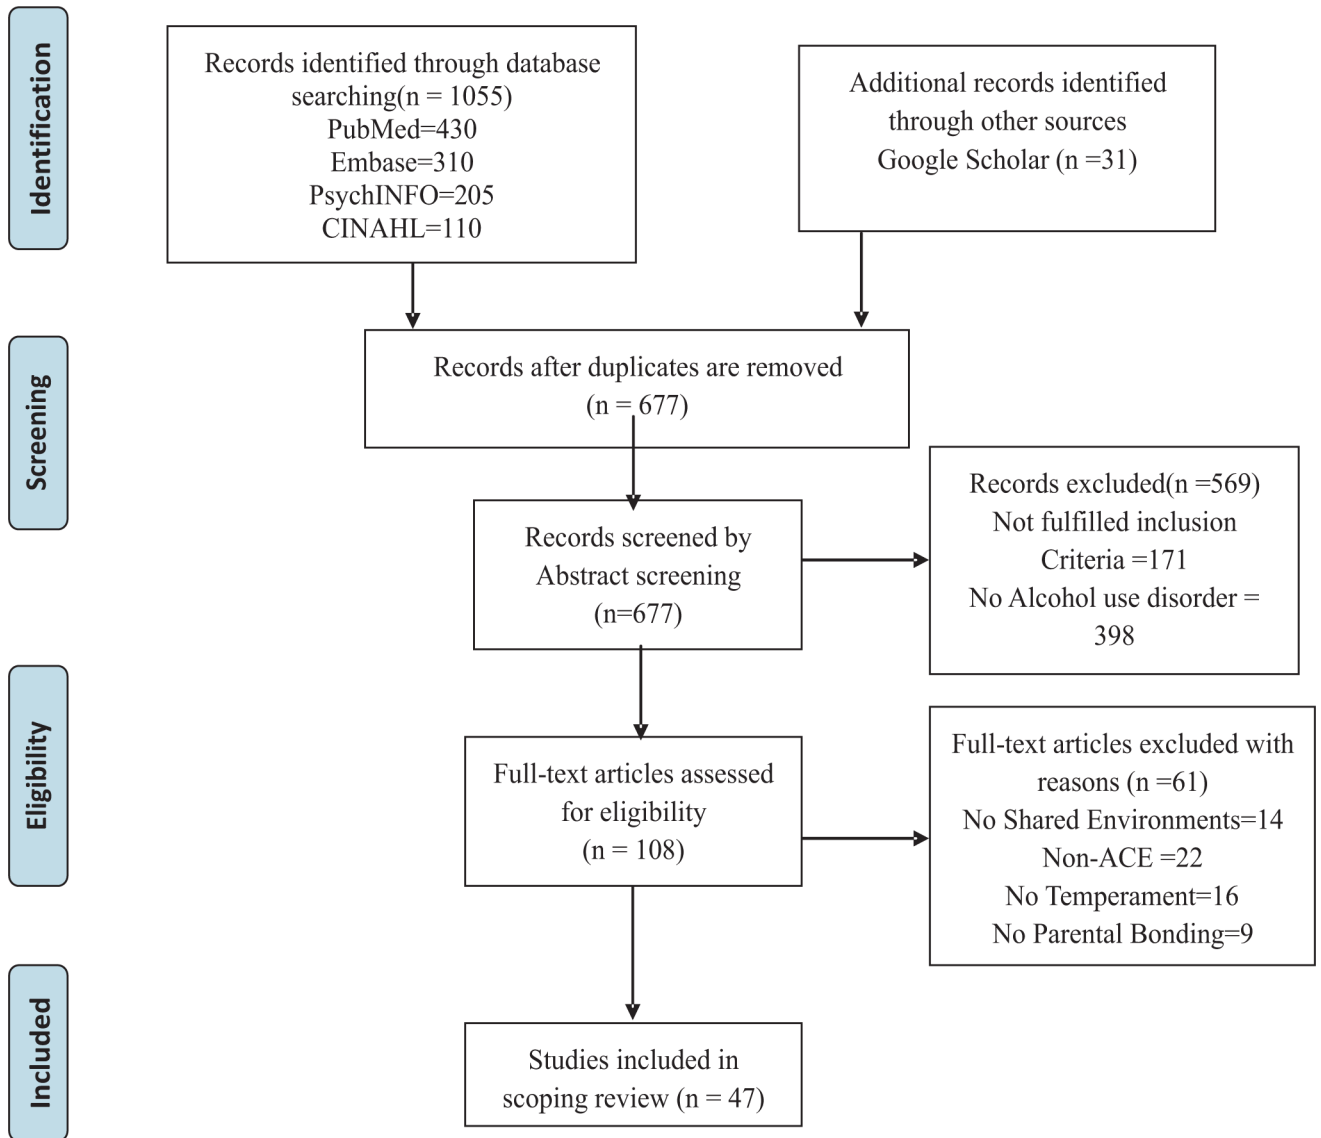 Identification
Records identified through database
searching(n = 1055)
PubMed=430
Embase=310
PsychINFO=205
CINAHL=110
Additional records identified
through other sources
Google Scholar (n =31)
Screening
Records after duplicates are removed
(n = 677)
Records screened by
Abstract screening
(n=677)
Records excluded(n =569)
Not fulfilled inclusion
Criteria =171
No Alcohol use disorder =
398
Eligibility
Full-text articles assessed
for eligibility
(n = 108)
Full-text articles excluded with
reasons (n =61)
No Shared Environments=14
Non-ACE =22
No Temperament=16
No Parental Bonding=9
Included
Studies included in
scoping review (n = 47)